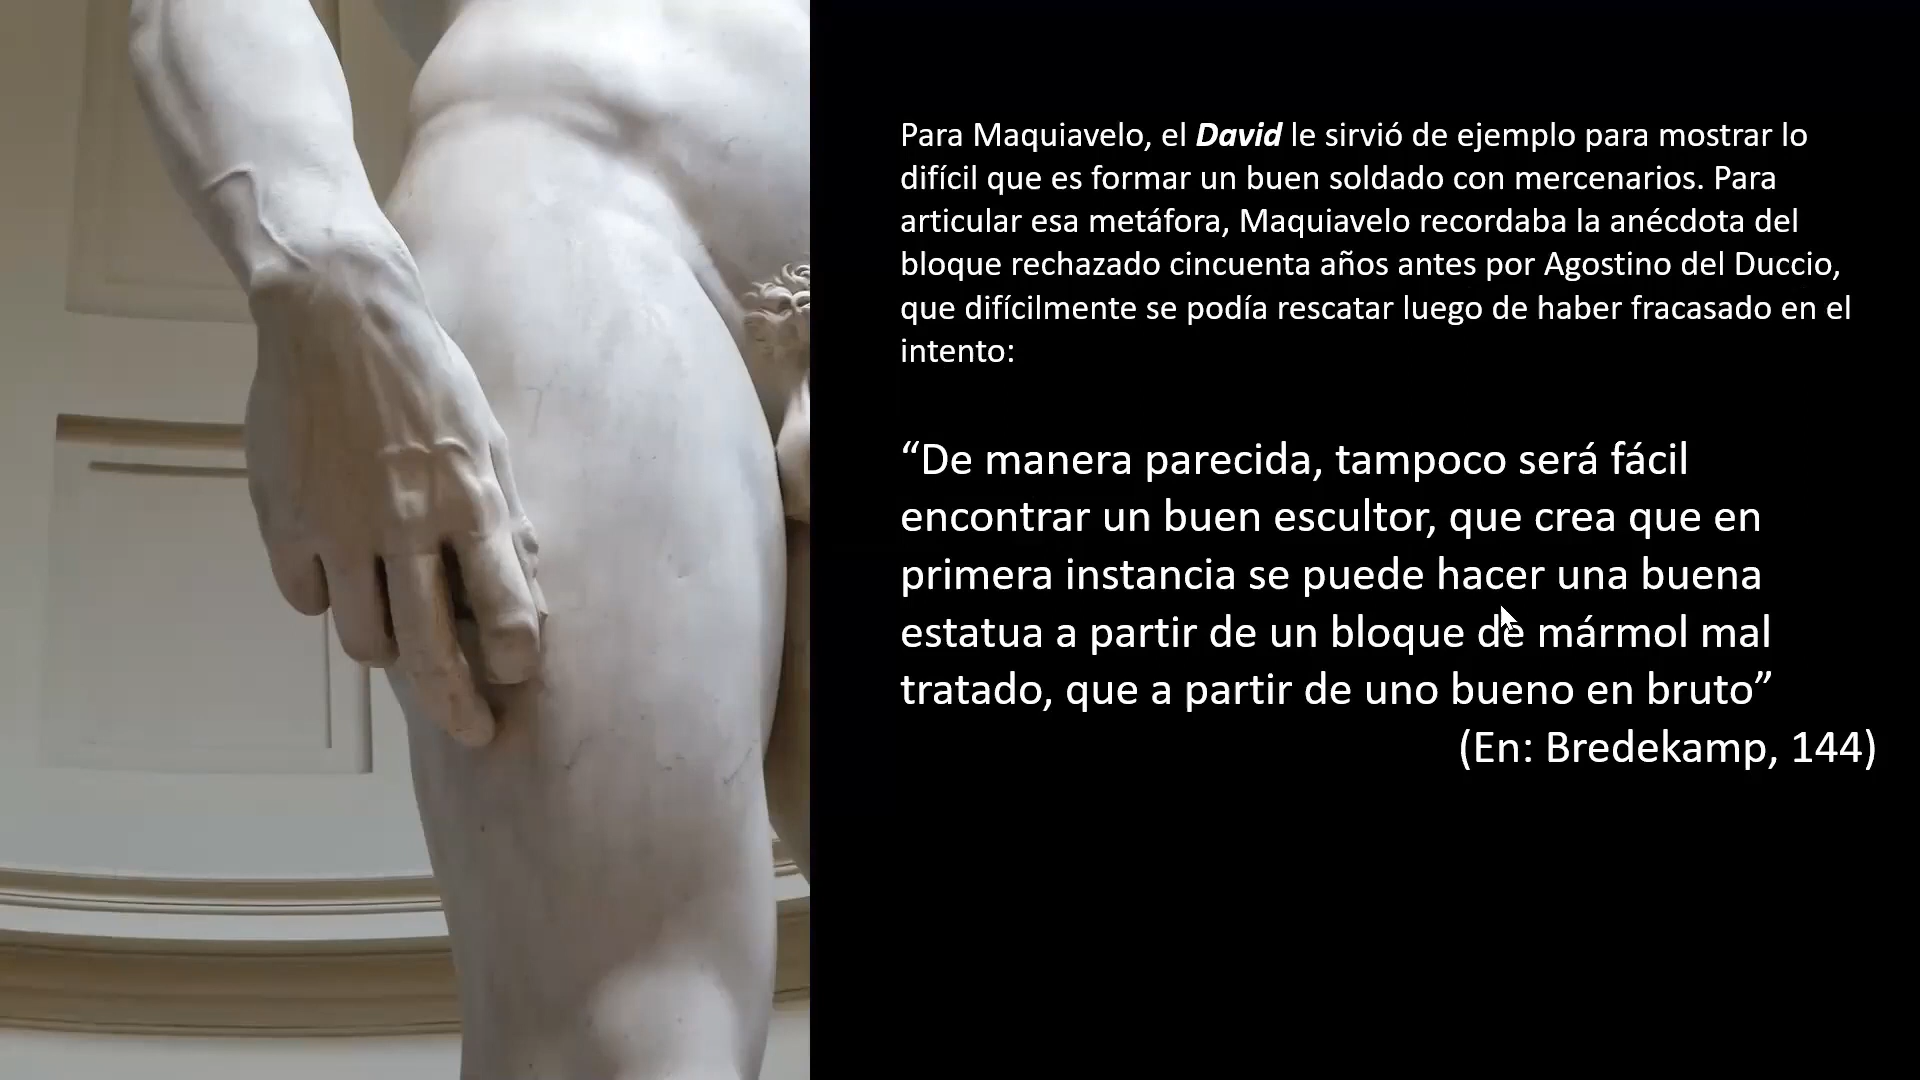 Para Maquiavelo, el David le sirvió de ejemplo para mostrar lo
difícil que es formar un buen soldado con mercenarios. Para
articular esa metáfora, Maquiavelo recordaba la anécdota del
bloque rechazado cincuenta años antes por Agostino del Duccio,
que difícilmente se podía rescatar luego de haber fracasado en el
intento:
“De manera parecida, tampoco será fácil
encontrar un buen escultor, que crea que en
primera instancia se puede hacer una buena
estatua a partir de un bloque de mármol mal
tratado, que a partir de uno bueno en bruto”
(En: Bredekamp, 144)